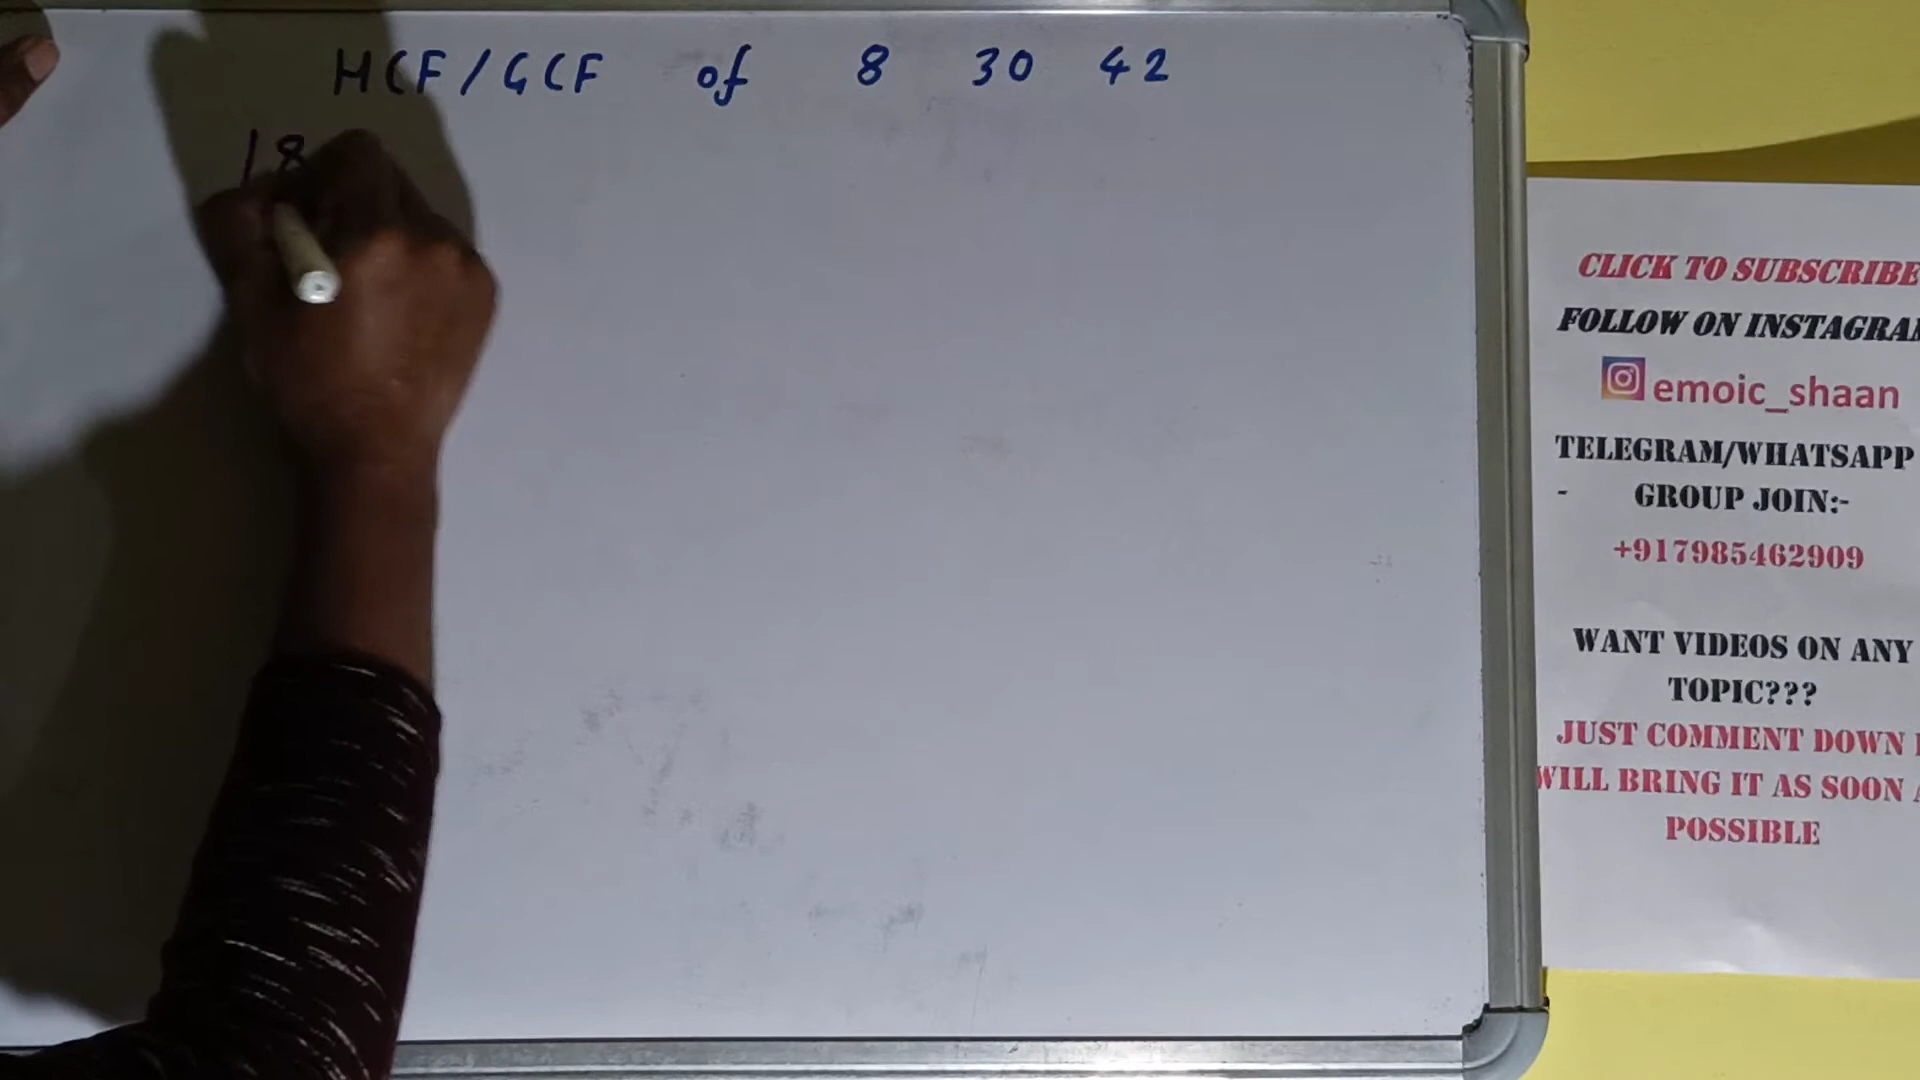 HCF/GCF of 8 30 42
8
CLICK TO SUBSCRIBE
FOLLOW ON INSTAGRAM
emoic_shaan
TELEGRAM/WHATSAPP
- GROUP JOIN:-
+917985462909
WANT VIDEOS ON ANY
TOPIC???
JUST COMMENT DOWN
WILL BRING IT AS SOON
POSSIBLE